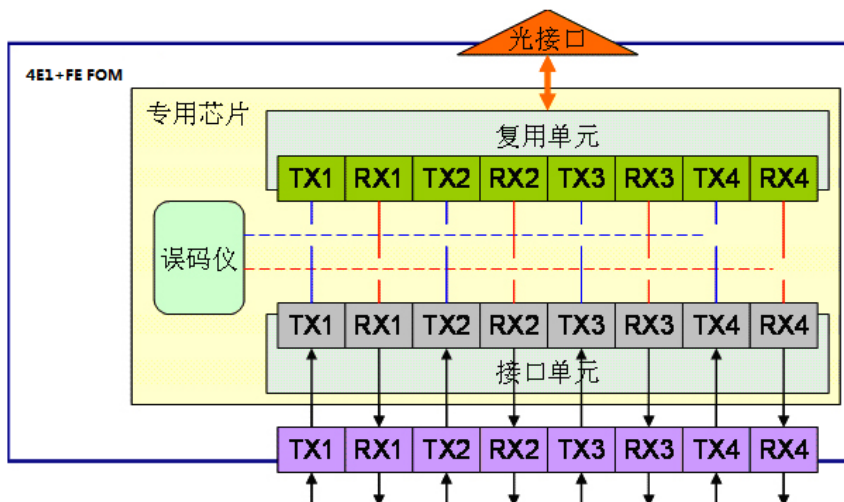 光接口
4E1+FE FOM
专用芯片
复用单元
TX1 RX1 TX2 RX2 TX3 RX3 TX4 RX4
误码仪
TX1 RX1 TX2 RX2 TX3 RX3 TX4 RX4
接口单元
TX1 RX1 TX2 RX2 TX3 RX3 TX4 RX4